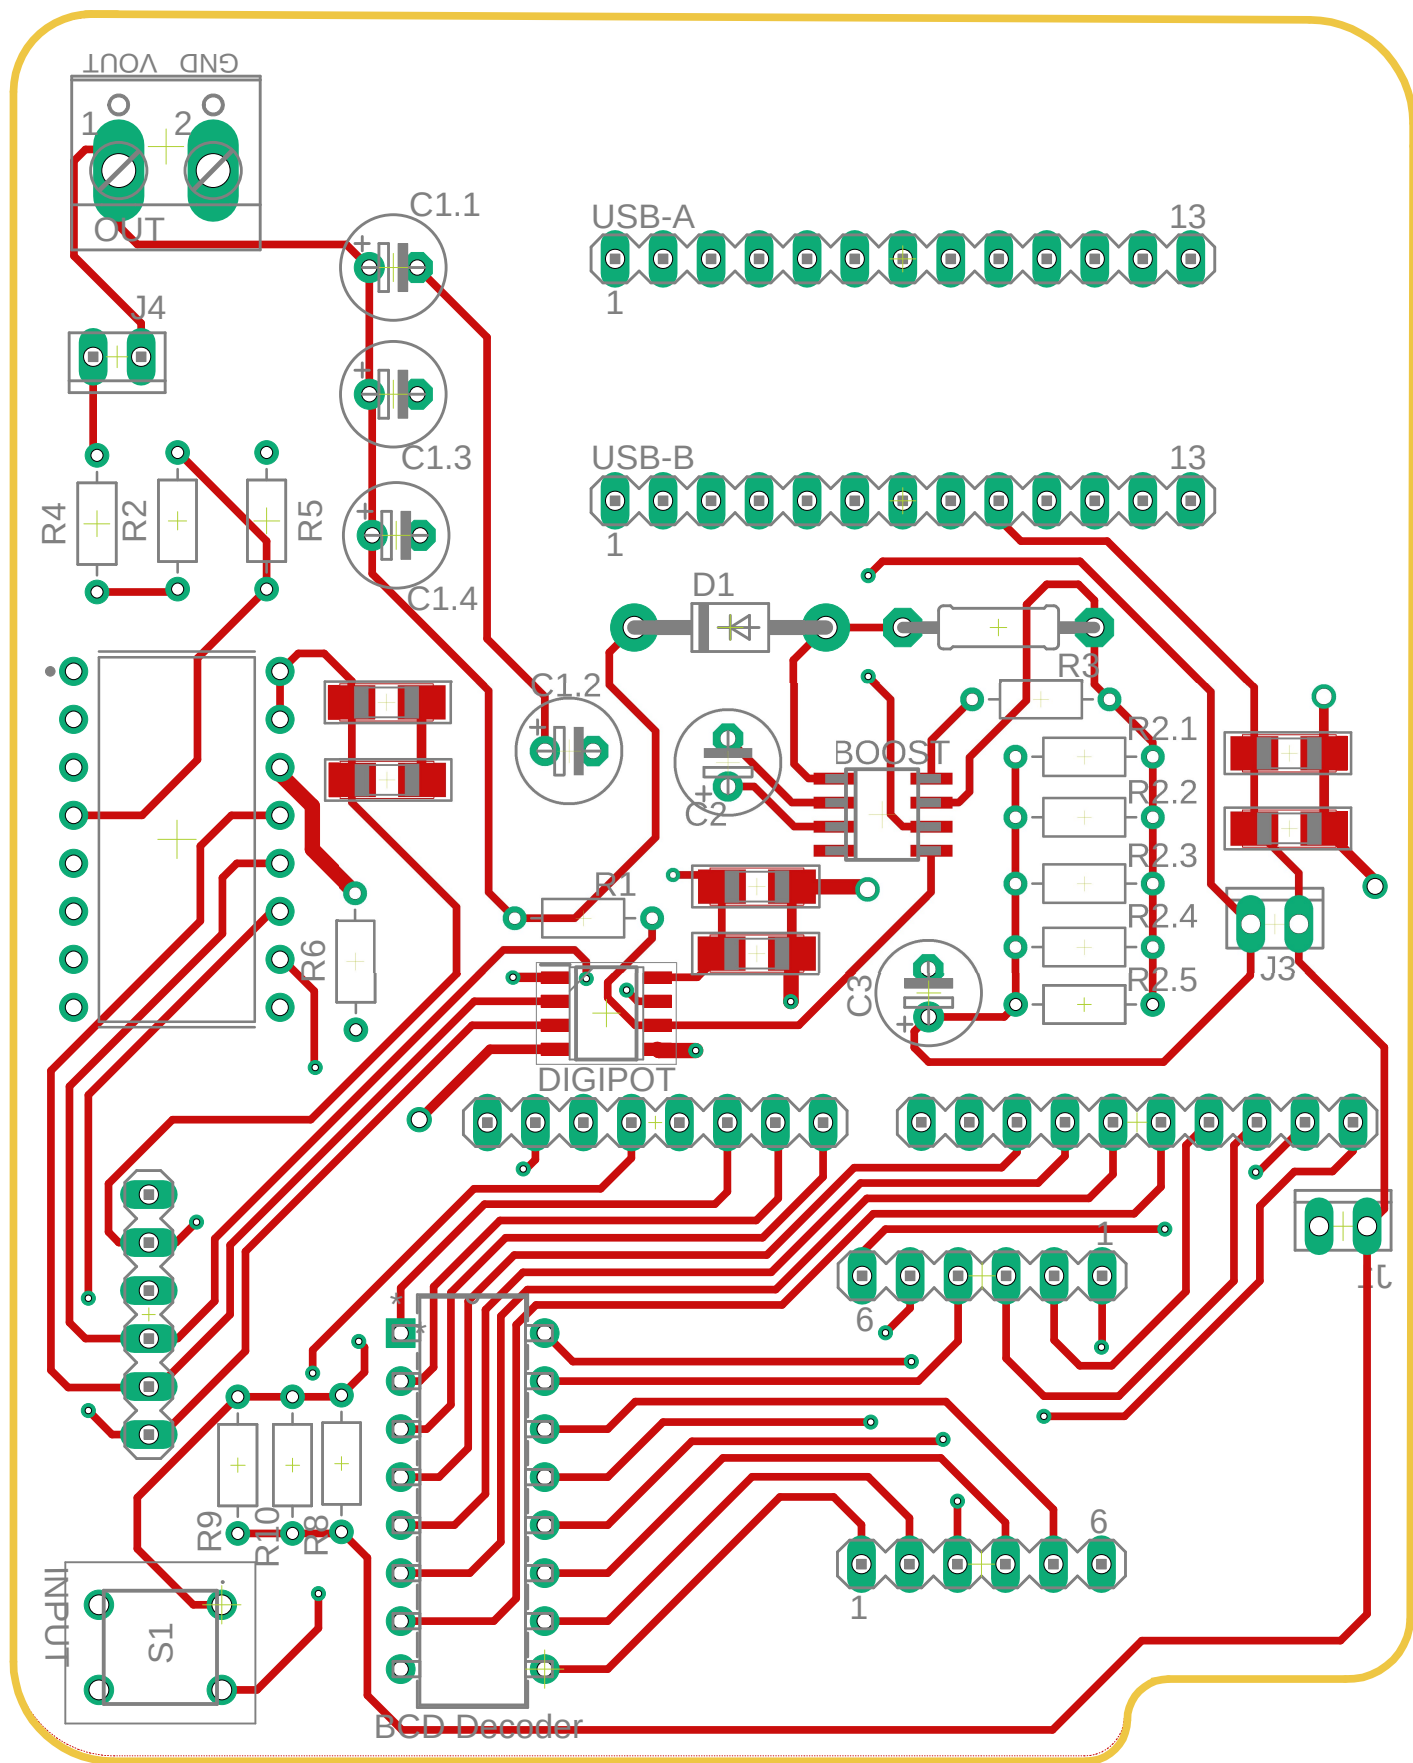 VOUT GND
1 2
OUT
C1.1
USB-A 13
1
J4
C1.3
USB-B 13
1
R4 R2 R5
C1.4
D1
R3
C1.2
R2.1
BOOST
R2.2
C2
R2.3
R1
R2.4
R6
J3
R2.5
C3
DIGIPOT
1
J1
6
*
*
R9 R10 R8
6
1
INPUT
S1
BCD Decoder